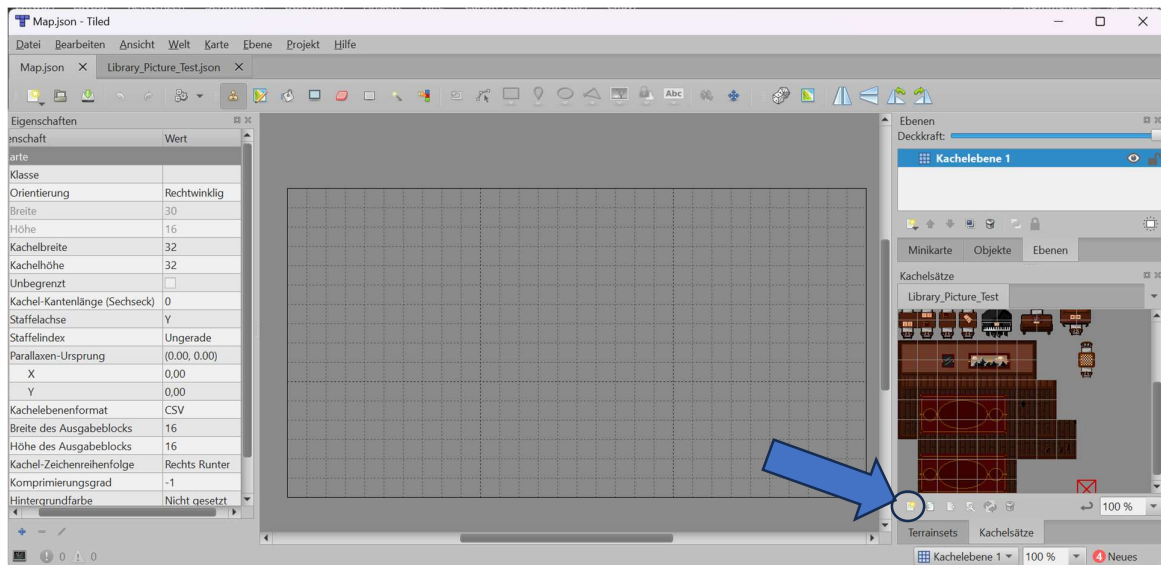 Map.json - Tiled
Datei Bearbeiten Ansicht Welt Karte Ebene Projekt Hilfe
Map.json Library_Picture_Test.json
Abc
Eigenschaften
enschaft Wert
arte
Klasse
Orientierung Rechtwinklig
Breite 30
Höhe 16
Kachelbreite 32
Kachelhöhe 32
Unbegrenzt
Kachel-Kantenlänge (Sechseck) 0
Staffelachse Y
Staffelindex Ungerade
Parallaxen-Ursprung (0.00, 0.00)
X 0,00
Y 0,00
Kachelebenenformat CSV
Breite des Ausgabeblocks 16
Höhe des Ausgabeblocks 16
Kachel-Zeichenreihenfolge Rechts Runter
Komprimierungsgrad -1
Hintergrundfarbe Nicht gesetzt
0 0
Ebenen
Deckkraft:
Kachelebene 1
Minikarte Objekte Ebenen
Kachelsätze
Library_Picture_Test
100 %
Terrainsets Kachelsätze
Kachelebene 1 100 % 4 Neues